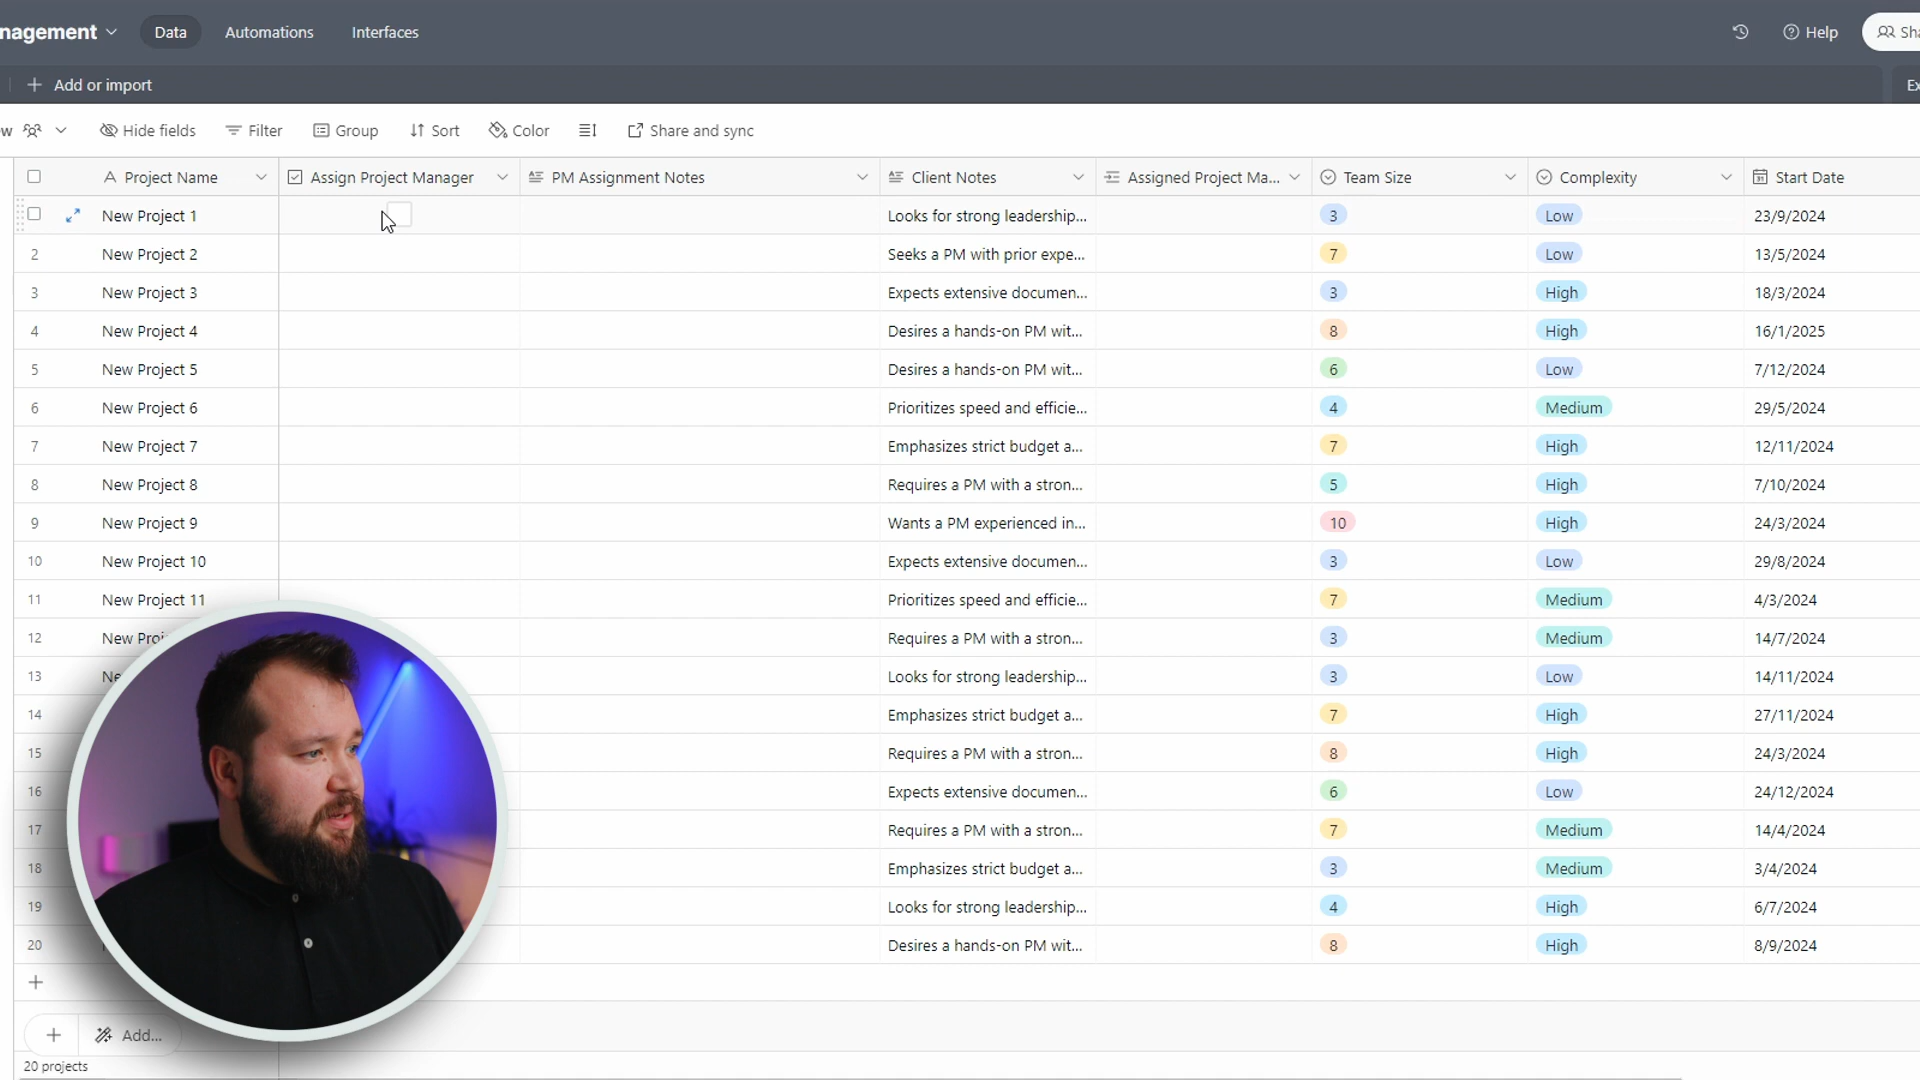 nagement Data Automations Interfaces Help Sha
Add or import Ex
w Hide fields Filter Group Sort Color Share and sync
Project Name Assign Project Manager PM Assignment Notes Client Notes Assigned Project Ma... Team Size Complexity Start Date
New Project 1 Looks for strong leadership... 3 Low 23/9/2024
2 New Project 2 Seeks a PM with prior expe... 7 Low 13/5/2024
3 New Project 3 Expects extensive documen... 3 High 18/3/2024
4 New Project 4 Desires a hands-on PM wit... 8 High 16/1/2025
5 New Project 5 Desires a hands-on PM wit... 6 Low 7/12/2024
6 New Project 6 Prioritizes speed and efficie... 4 Medium 29/5/2024
7 New Project 7 Emphasizes strict budget a... 7 High 12/11/2024
8 New Project 8 Requires a PM with a stron... 5 High 7/10/2024
9 New Project 9 Wants a PM experienced in... 10 High 24/3/2024
10 New Project 10 Expects extensive documen... 3 Low 29/8/2024
11 New Project 11 Prioritizes speed and efficie... 7 Medium 4/3/2024
12 New Proj Requires a PM with a stron... 3 Medium 14/7/2024
13 Ne Looks for strong leadership... 3 Low 14/11/2024
14 Emphasizes strict budget a... 7 High 27/11/2024
15 Requires a PM with a stron... 8 High 24/3/2024
16 Expects extensive documen... 6 Low 24/12/2024
17 Requires a PM with a stron... 7 Medium 14/4/2024
18 Emphasizes strict budget a... 3 Medium 3/4/2024
19 Looks for strong leadership... 4 High 6/7/2024
20 Desires a hands-on PM wit... 8 High 8/9/2024
Add...
20 projects